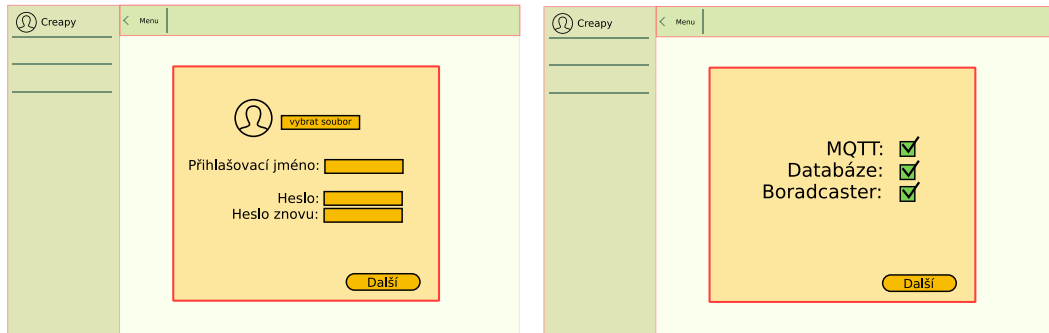 Creapy
Menu
vybrat soubor
Přihlašovací jméno:
Heslo:
Heslo znovu:
Další
Creapy
Menu
MQTT:
Databáze:
Boradcaster:
Další